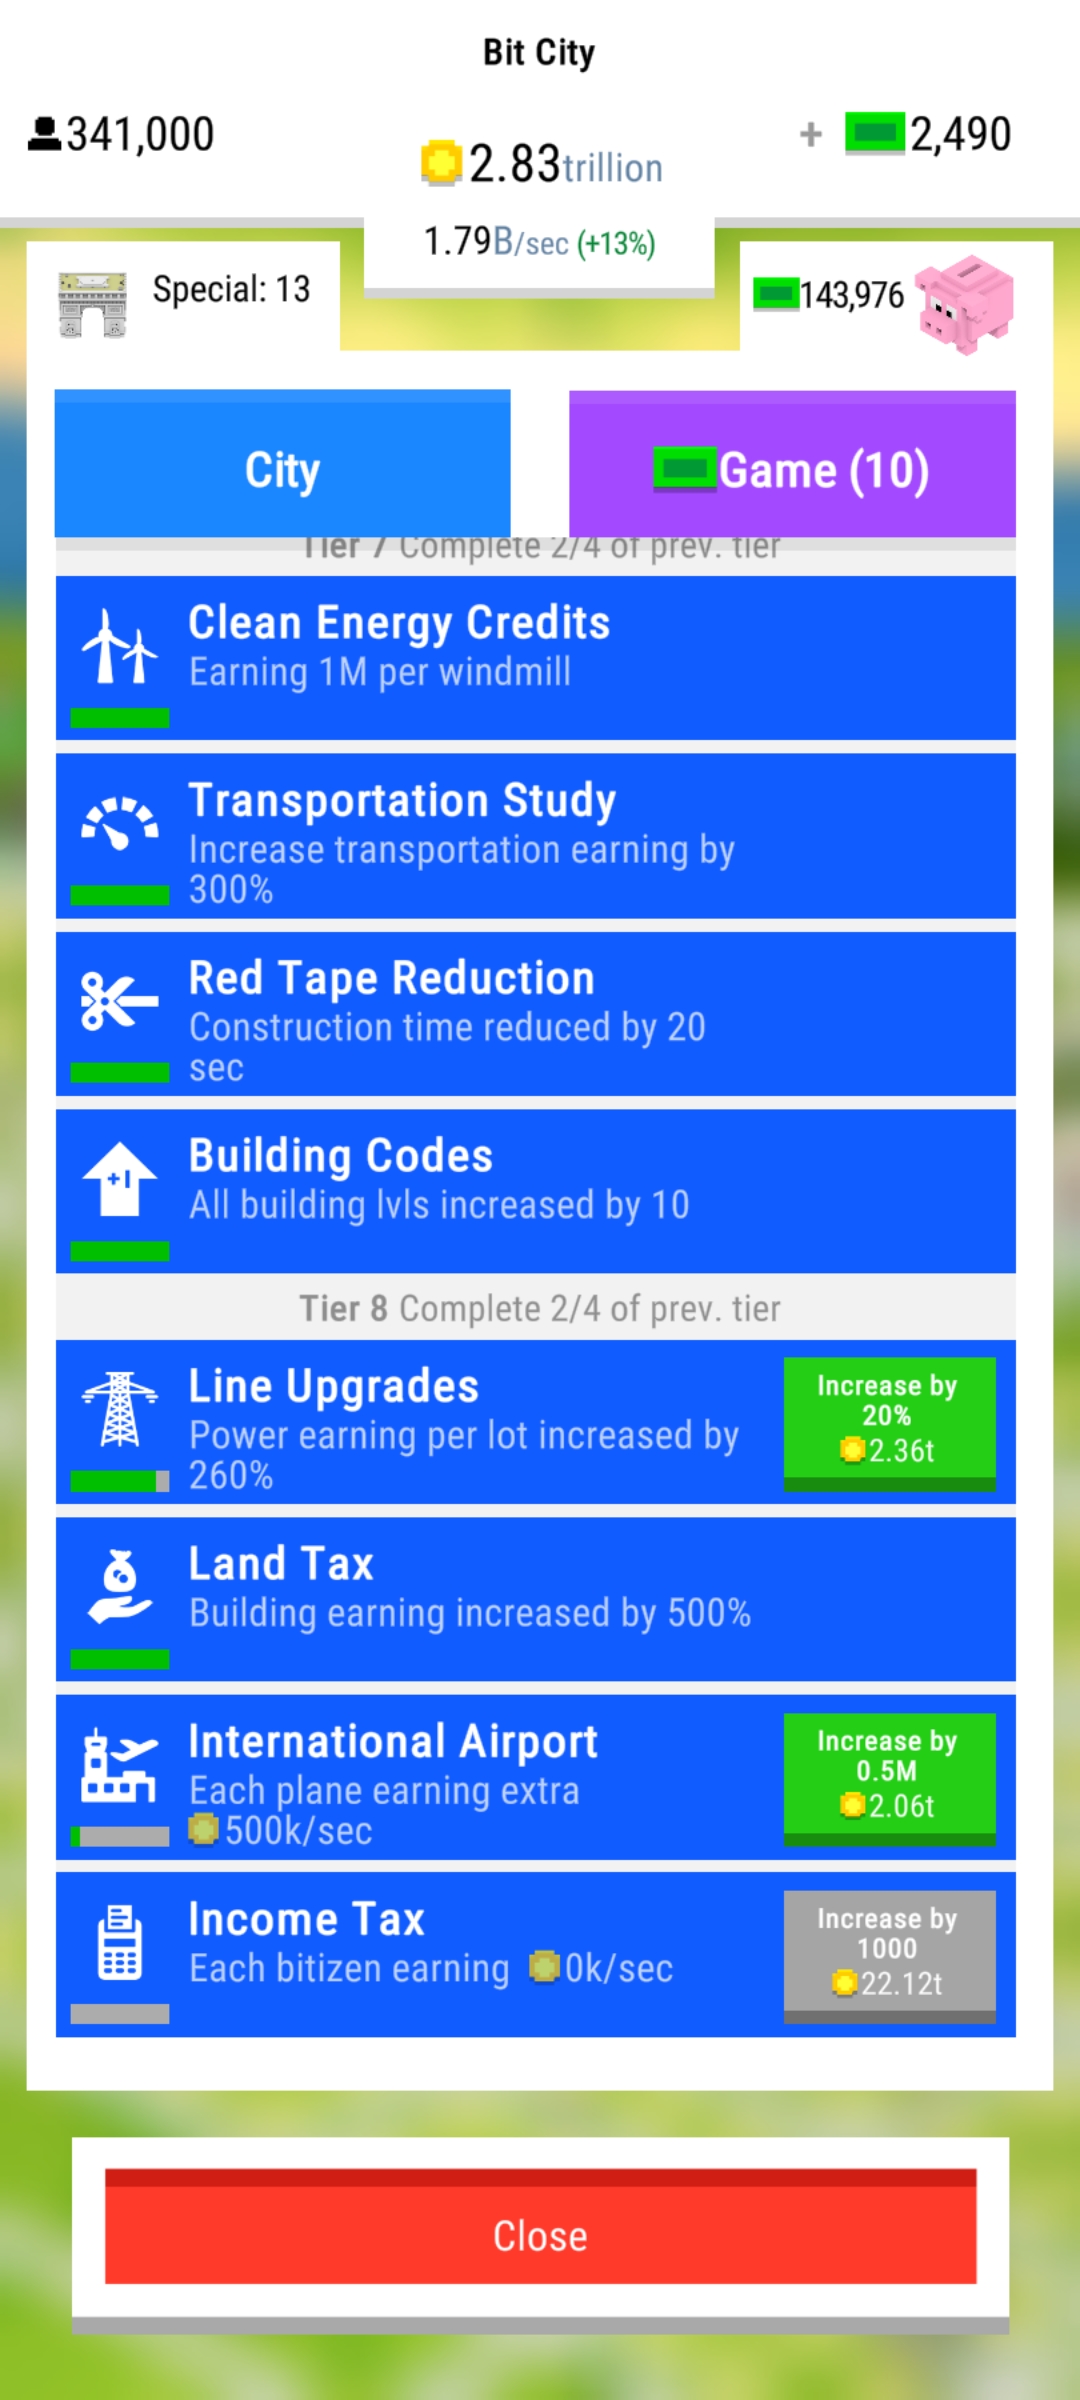 Bit City
341,000
2.83trillion
+ 2,490
1.79B/sec (+13%)
Special: 13
143,976
City
Game (10)
Tier 7 Complete 2/4 of prev. tier
Clean Energy Credits
Earning 1M per windmill
Transportation Study
Increase transportation earning by
300%
Red Tape Reduction
Construction time reduced by 20
sec
+1
Building Codes
All building lvls increased by 10
Tier 8 Complete 2/4 of prev. tier
Line Upgrades
Power earning per lot increased by
260%
Increase by
20%
2.36t
Land Tax
Building earning increased by 500%
International Airport
Each plane earning extra
500k/sec
Increase by
0.5M
2.06t
Income Tax
Each bitizen earning 0k/sec
Increase by
1000
22.12t
Close